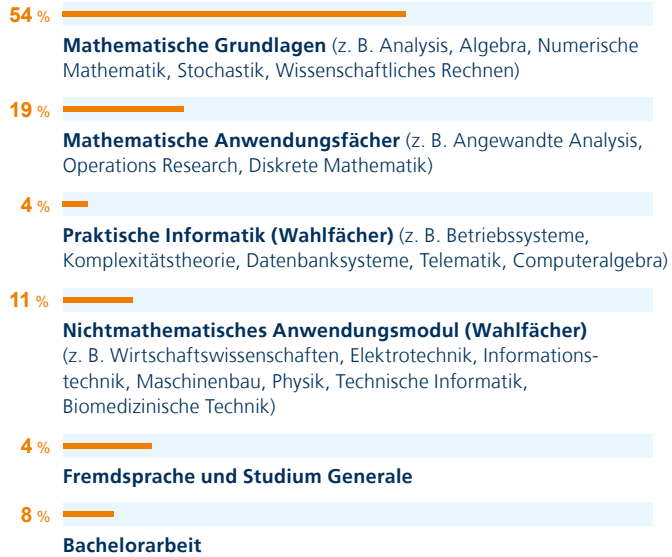 54 %
Mathematische Grundlagen (z. B. Analysis, Algebra, Numerische
Mathematik, Stochastik, Wissenschaftliches Rechnen)
19 %
Mathematische Anwendungsfächer (z. B. Angewandte Analysis,
Operations Research, Diskrete Mathematik)
4 %
Praktische Informatik (Wahlfächer) (z. B. Betriebssysteme,
Komplexitätstheorie, Datenbanksysteme, Telematik, Computeralgebra)
11 %
Nichtmathematisches Anwendungsmodul (Wahlfächer)
(z. B. Wirtschaftswissenschaften, Elektrotechnik, Informations-
technik, Maschinenbau, Physik, Technische Informatik,
Biomedizinische Technik)
4 %
Fremdsprache und Studium Generale
8 %
Bachelorarbeit